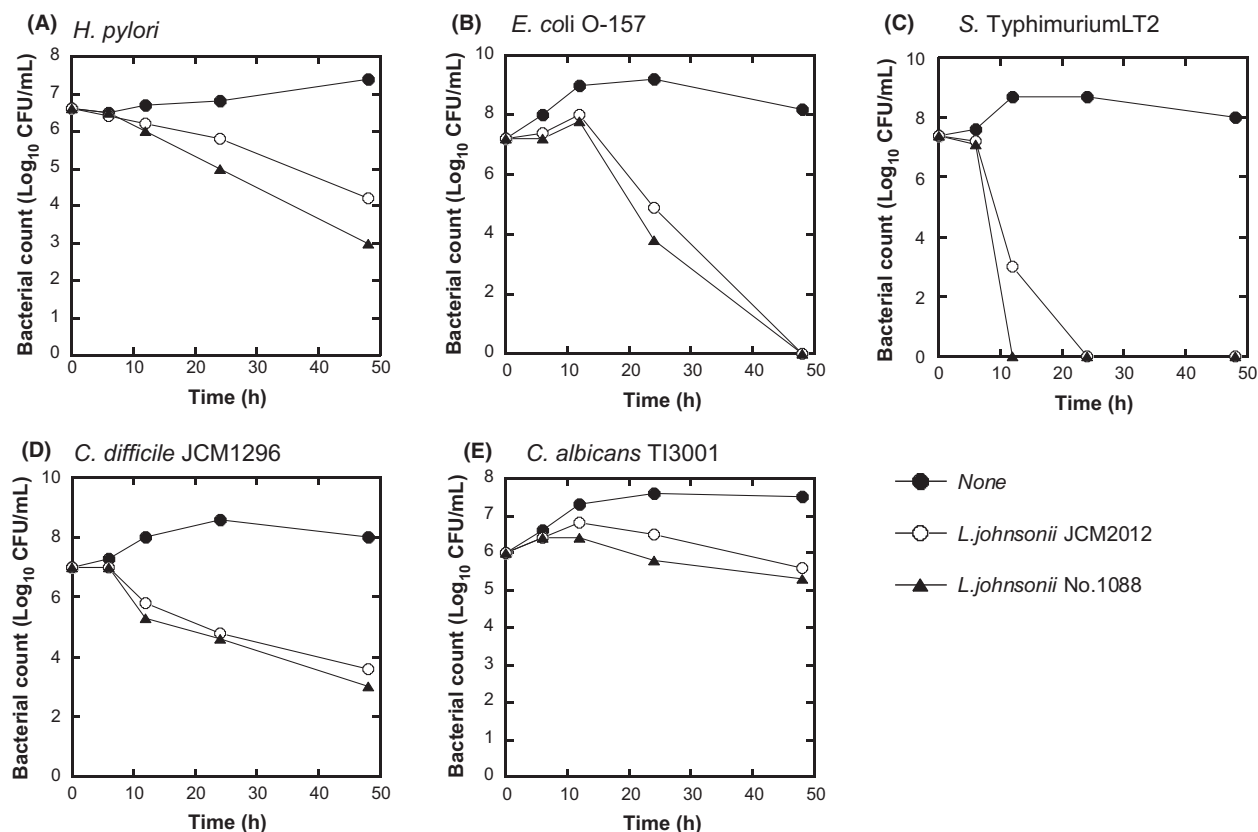 (A) H. pylori
8
7
6
5
4
3
2
1
0
Bacterial count (Log10 CFU/mL)
0 10 20 30 40 50
Time (h)
(B) E. coli O-157
10
8
6
4
2
0
Bacterial count (Log10 CFU/mL)
0 10 20 30 40 50
Time (h)
(C) S. TyphimuriumLT2
10
8
6
4
2
0
Bacterial count (Log10 CFU/mL)
0 10 20 30 40 50
Time (h)
(D) C. difficile JCM1296
10
8
6
4
2
0
Bacterial count (Log10 CFU/mL)
0 10 20 30 40 50
Time (h)
(E) C. albicans TI3001
8
7
6
5
4
3
2
1
0
Bacterial count (Log10 CFU/mL)
0 10 20 30 40 50
Time (h)
None
L.johnsonii JCM2012
L.johnsonii No.1088